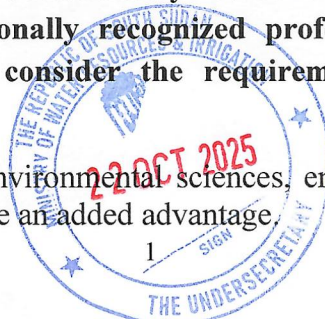 onally recognized profe
consider the requirem
THE REPUBLIC OF SOUTH SUDAN
MINISTRY OF WATER RESOURCES & IRRIGATION
22 OCT 2025
nvironmental sciences, en
e an added advantage.
1
SIGN
THE UNDERSECRETARY